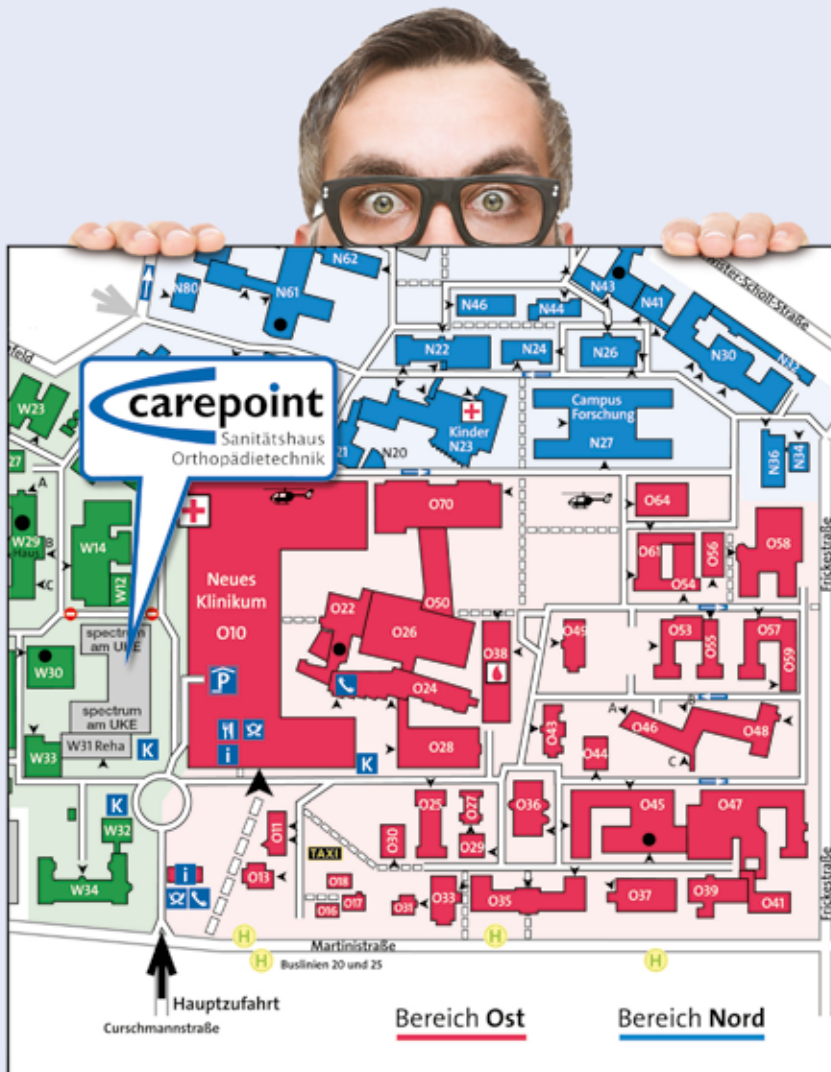 N62
N80
N61
N43
N41
N46
N44
N22
N24
N26
N30
N32
ister-Scholl-Straße
feld
W23
carepoint
Sanitätshaus
Orthopädietechnik
Kinder
N23
Campus
Forschung
N27
N36
N34
21
N20
27
A
W29
Haus
B
C
W14
W12
O70
O64
O61
O56
O54
O58
Frickestraße
Neues
Klinikum
O10
O22
O50
O26
O38
O24
O28
O49
O53
O55
O57
O59
spectrum
am UKE
W30
spectrum
am UKE
W31 Reha
W33
K
P
i
K
A
O46
B
C
O48
O43
O44
K
W32
W34
O11
O13
i
TAXI
O30
O18
O17
O16
O25
O27
O29
O31
O33
O36
O35
O45
O47
O37
O39
O41
Frickestraße
H
H
H
H
Martinistraße
Buslinien 20 und 25
Hauptzufahrt
Curschmannstraße
Bereich Ost
Bereich Nord